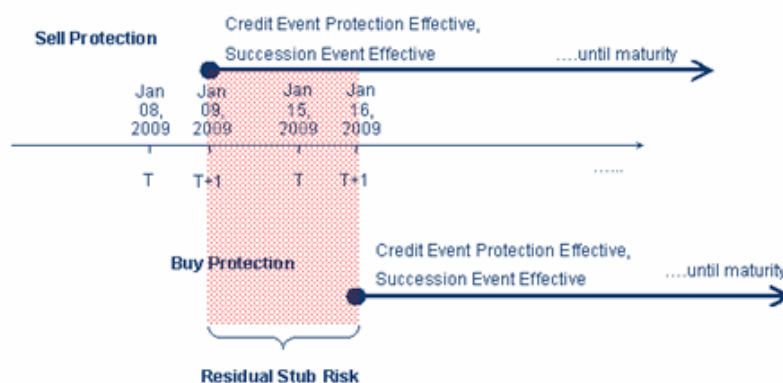 Credit Event Protection Effective,
Sell Protection
Succession Event Effective
....until maturity
Jan 08, 2009
Jan 09, 2009
Jan 15, 2009
Jan 16, 2009
T
T+1
T
T+1
......
Credit Event Protection Effective,
Buy Protection
Succession Event Effective
....until maturity
Residual Stub Risk